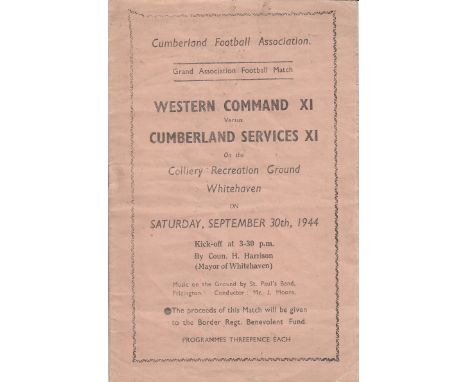 Cumberland Football Association.
Grand Association Football Match
WESTERN COMMAND XI
Versus
CUMBERLAND SERVICES XI
On the
Colliery Recreation Ground
Whitehaven
ON
SATURDAY, SEPTEMBER 30th, 1944
Kick-off at 3-30 p.m.
By Coun. H. Harrison
(Mayor of Whitehaven)
Music on the Ground by St. Paul's Band,
Frizington. Conductor: Mr. J. Moore.
The proceeds of this Match will be given
to the Border Regt. Benevolent Fund.
PROGRAMMES THREEPENCE EACH